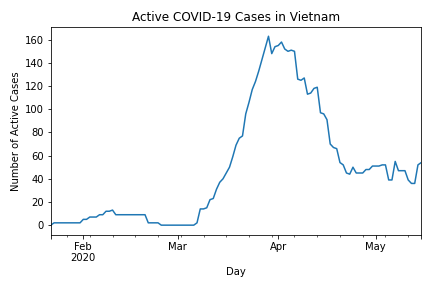 Active COVID-19 Cases in Vietnam
Number of Active Cases
160
140
120
100
80
60
40
20
0
Feb
2020
Mar
Apr
May
Day